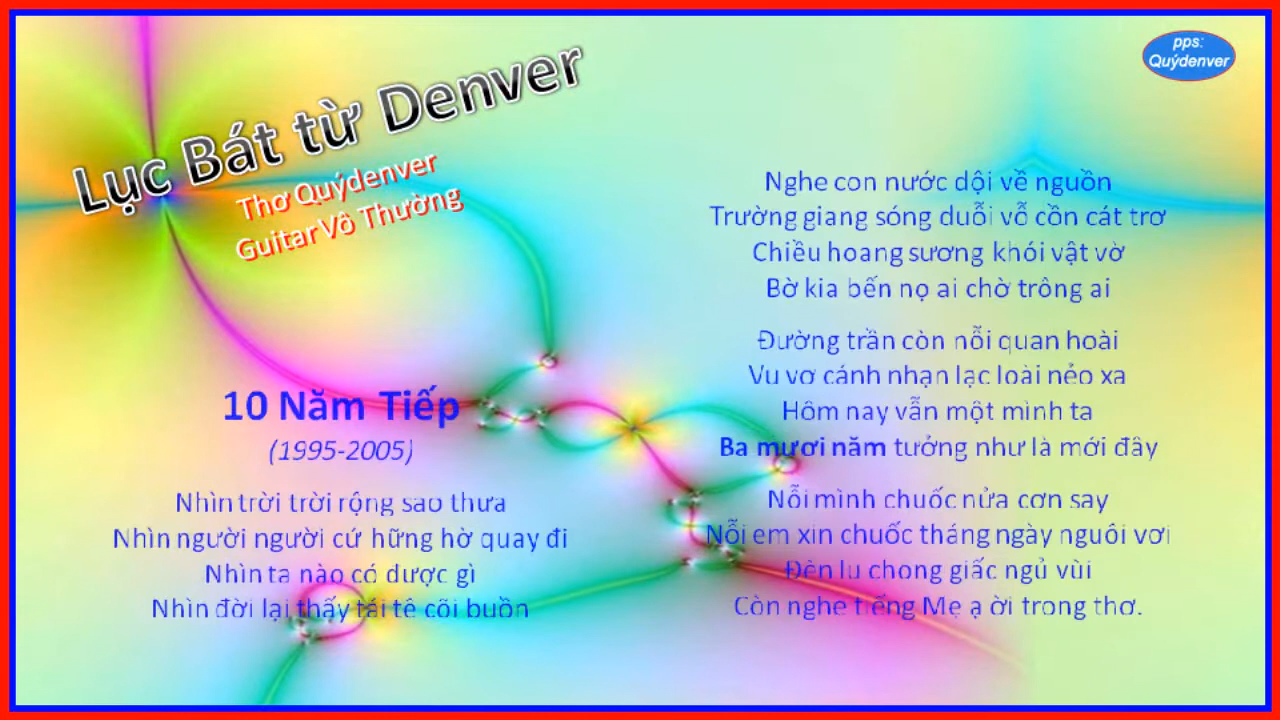 Lục Bát từ Denver
Thơ Quýdenver
Guitar Vô Thường
10 Năm Tiếp
(1995-2005)
Nhìn trời trời rộng sao thưa
Nhìn người người cứ hững hờ quay đi
Nhìn ta nào có được gì
Nhìn đời lại thấy tái tê cõi buồn
pps:
Quýdenver
Nghe con nước dội về nguồn
Trường giang sóng duỗi vỗ cồn cát trơ
Chiều hoang sương khói vật vờ
Bờ kia bến nọ ai chờ trông ai
Đường trần còn nỗi quan hoài
Vu vơ cánh nhạn lạc loài nẻo xa
Hôm nay vẫn một mình ta
Ba mươi năm tưởng như là mới đây
Nỗi mình chuốc nửa cơn say
Nỗi em xin chuốc tháng ngày nguôi vơi
Đèn lu chong giấc ngủ vùi
Còn nghe tiếng Mẹ ạ ời trong thơ.